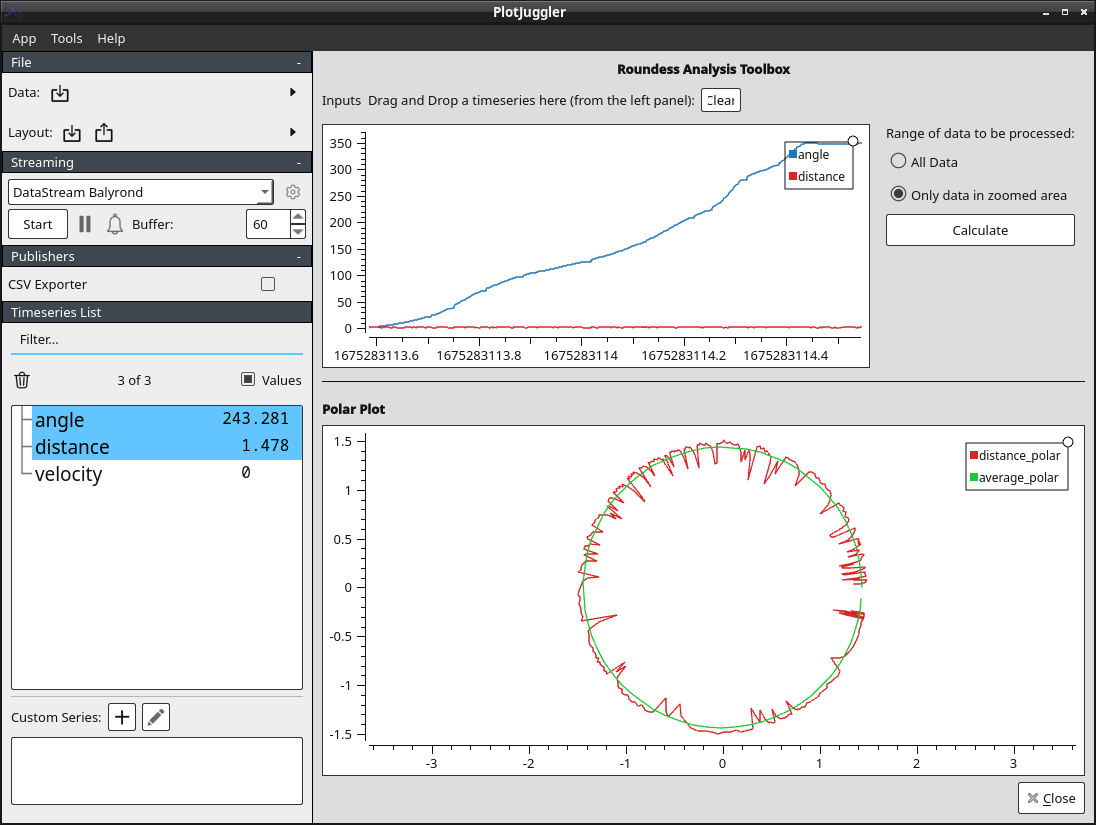 PlotJuggler
App Tools Help
File -
Data:
Layout:
Streaming -
DataStream Balyrond
Start Buffer: 60
Publishers -
CSV Exporter
Timeseries List
Filter...
3 of 3 Values
angle 243.281
distance 1.478
velocity 0
Custom Series:
Roundess Analysis Toolbox
Inputs Drag and Drop a timeseries here (from the left panel): Clear
350
300
250
200
150
100
50
0
angle
distance
1675283113.6 1675283113.8 1675283114 1675283114.2 1675283114.4
Range of data to be processed:
All Data
Only data in zoomed area
Calculate
Polar Plot
1.5
1
0.5
0
-0.5
-1
-1.5
distance_polar
average_polar
-3 -2 -1 0 1 2 3
Close